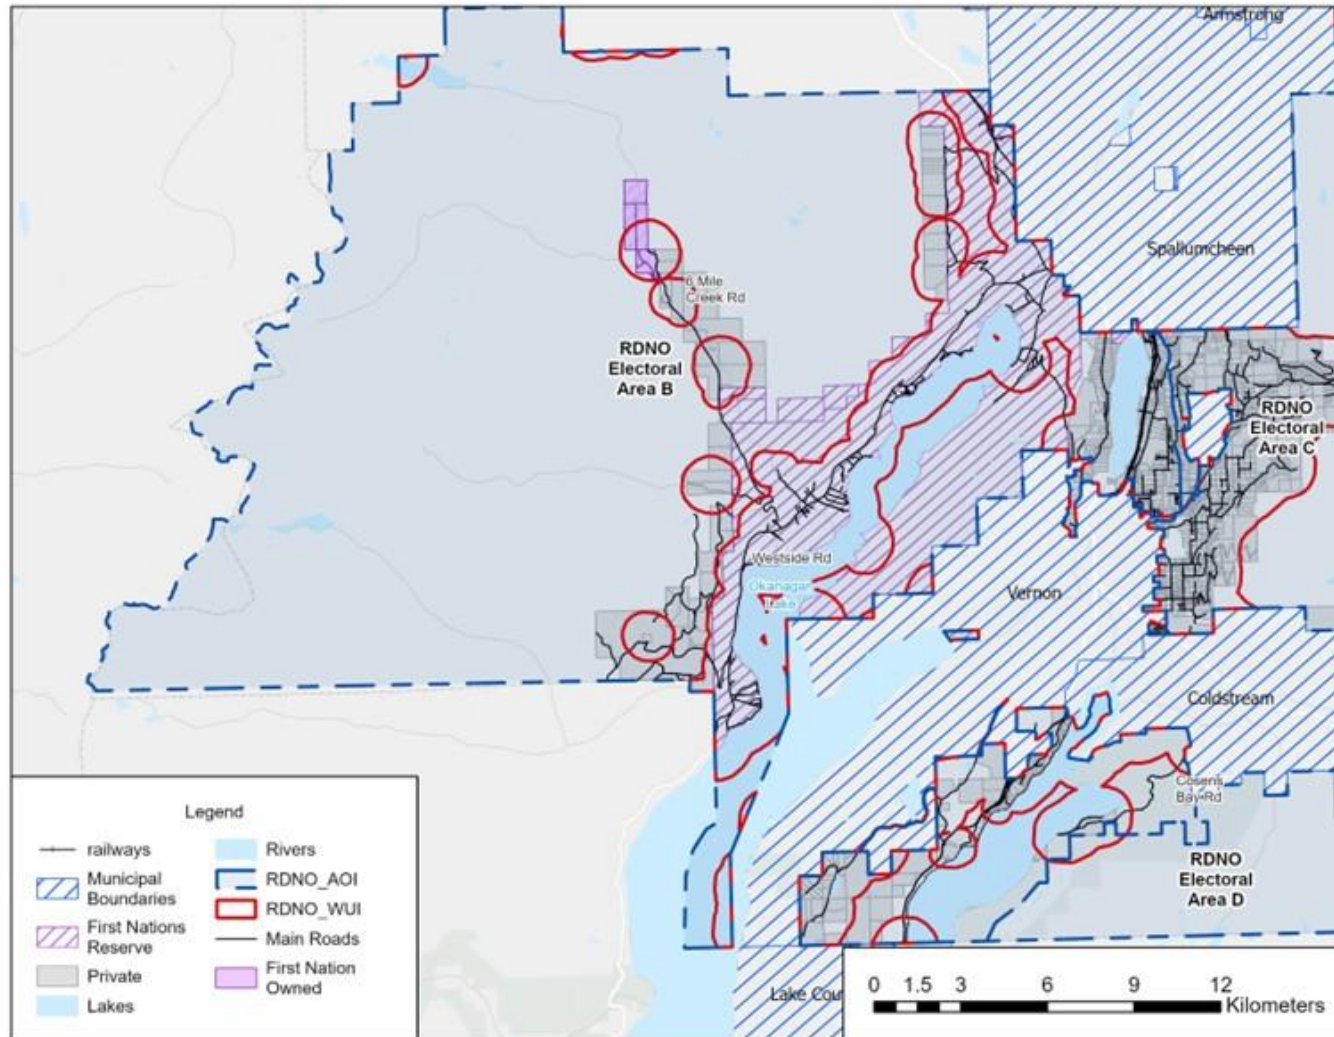 Armstrong
Spallumcheen
6 Mile
Creek Rd
RDNO
Electoral
Area B
RDNO
Electoral
Area C
Westside Rd
Okanagan
Lake
Vernon
Coldstream
Cosens
Bay Rd
RDNO
Electoral
Area D
Lake Cou
Legend
railways
Municipal
Boundaries
First Nations
Reserve
Private
Lakes
Rivers
RDNO_AOI
RDNO_WUI
Main Roads
First Nation
Owned
0 1.5 3 6 9 12
Kilometers